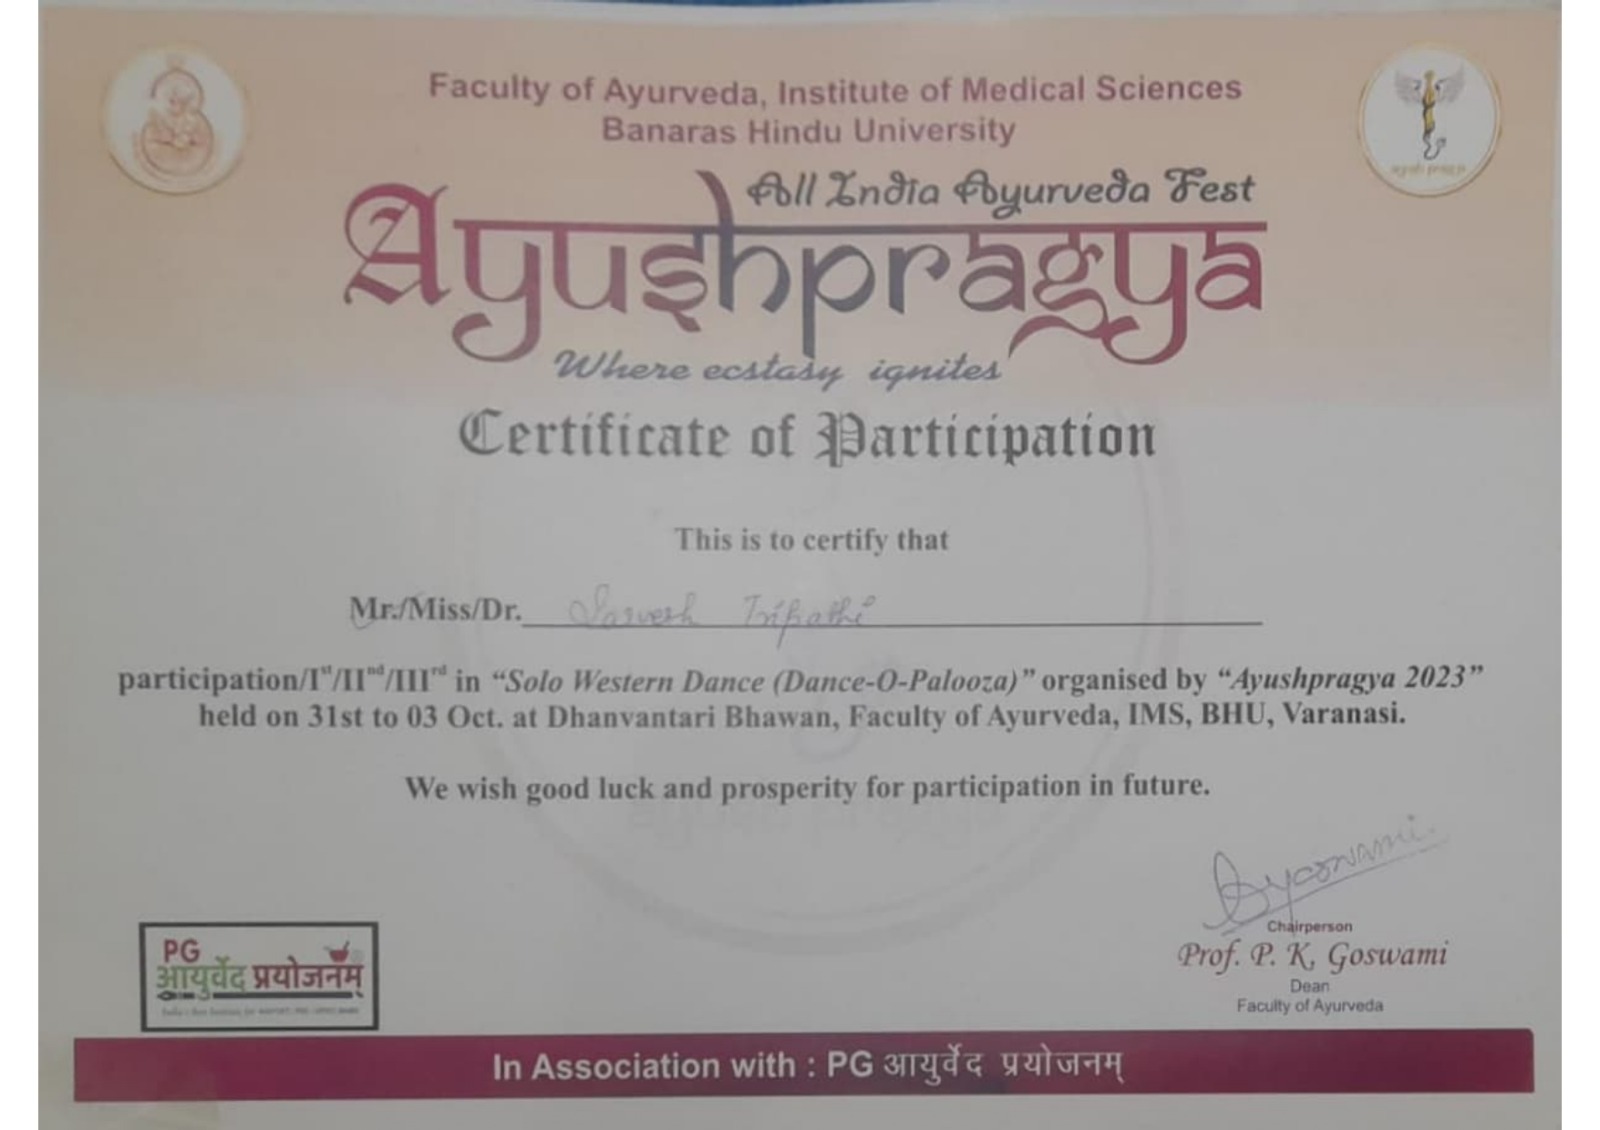 Faculty of Ayurveda, Institute of Medical Sciences
Banaras Hindu University
All India Ayurveda Fest
Ayushpragya
Where ecstasy ignites
Certificate of Participation
This is to certify that
Mr./Miss/Dr. Sarvesh Tripathi
participation/Ist/IInd/IIIrd in “Solo Western Dance (Dance-O-Palooza)” organised by “Ayushpragya 2023”
held on 31st to 03 Oct. at Dhanvantari Bhawan, Faculty of Ayurveda, IMS, BHU, Varanasi.
We wish good luck and prosperity for participation in future.
Chairperson
Prof. P. K, Goswami
Dean
Faculty of Ayurveda
PG
आयुर्वेद प्रयोजनम्
In Association with : PG आयुर्वेद प्रयोजनम्